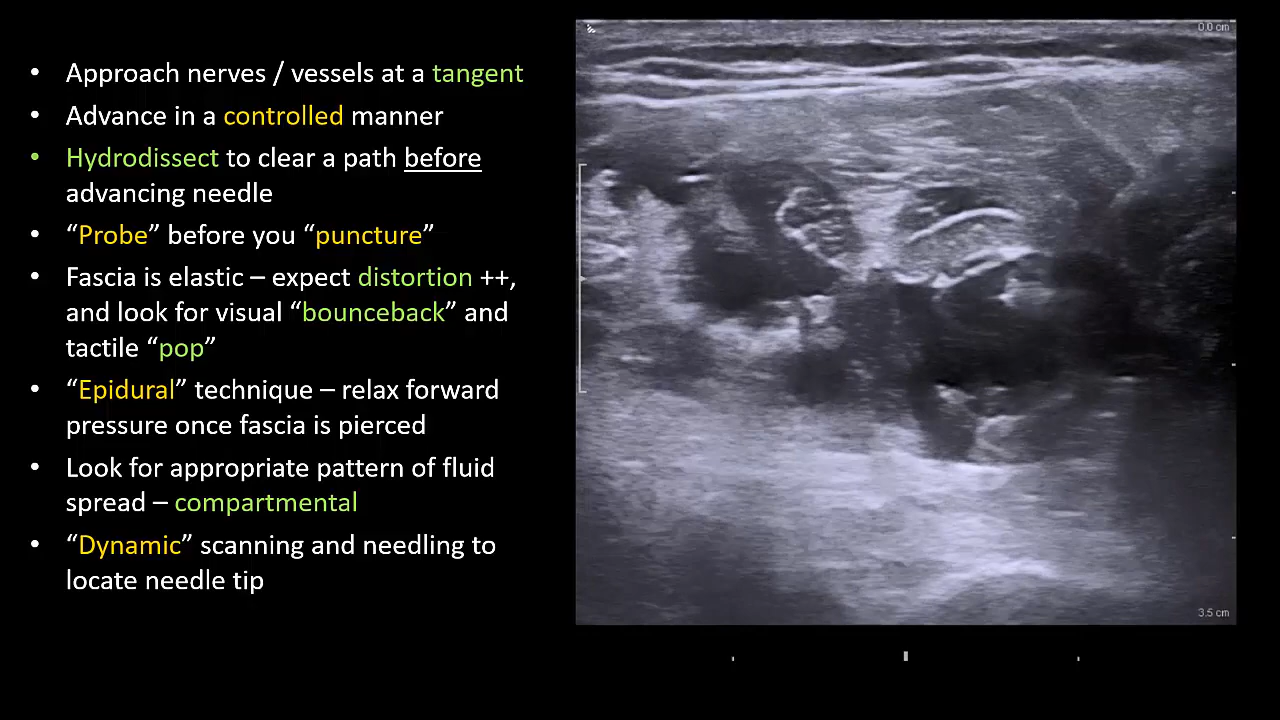 • Approach nerves / vessels at a tangent
• Advance in a controlled manner
• Hydrodissect to clear a path before
advancing needle
• “Probe” before you “puncture”
• Fascia is elastic – expect distortion ++,
and look for visual “bounceback” and
tactile “pop”
• “Epidural” technique – relax forward
pressure once fascia is pierced
• Look for appropriate pattern of fluid
spread – compartmental
• “Dynamic” scanning and needling to
locate needle tip
0.0 cm
3.5 cm